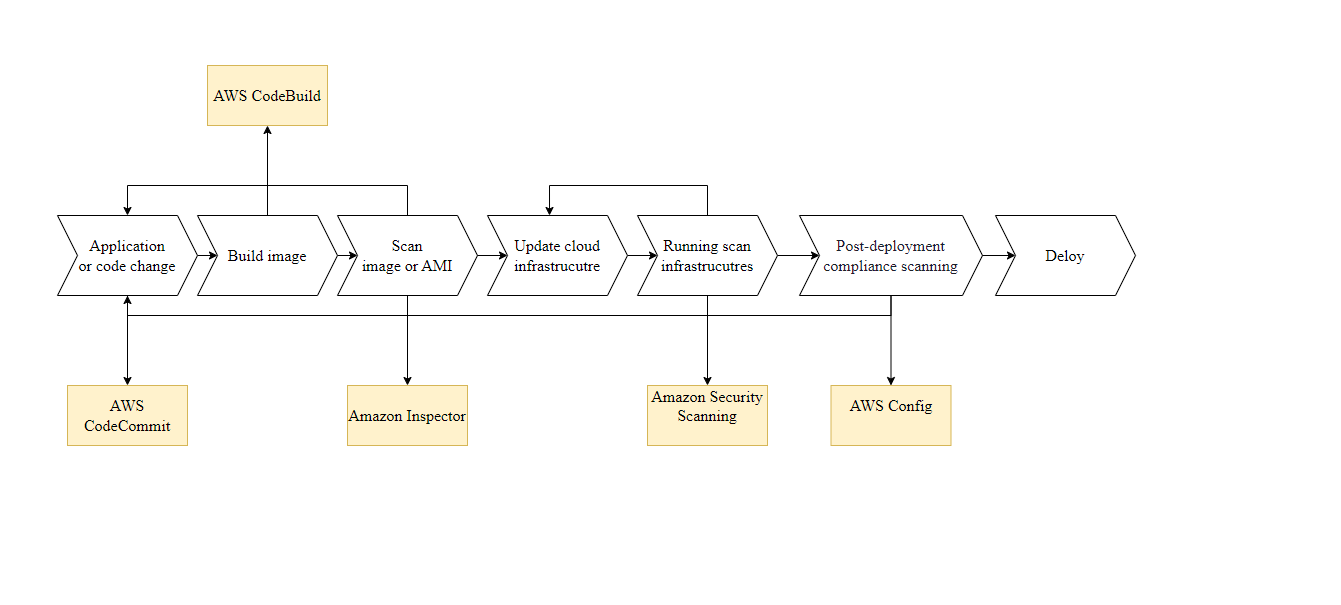 AWS CodeBuild
Application
or code change
Build image
Scan
image or AMI
Update cloud
infrastrucutre
Running scan
infrastrucutres
Post-deployment
compliance scanning
Deloy
AWS
CodeCommit
Amazon Inspector
Amazon Security
Scanning
AWS Config